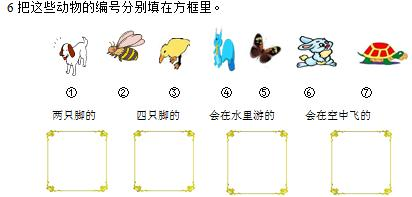 6 把这些动物的编号分别填在方框里。
① ② ③ ④ ⑤ ⑥ ⑦
两只脚的 四只脚的 会在水里游的 会在空中飞的